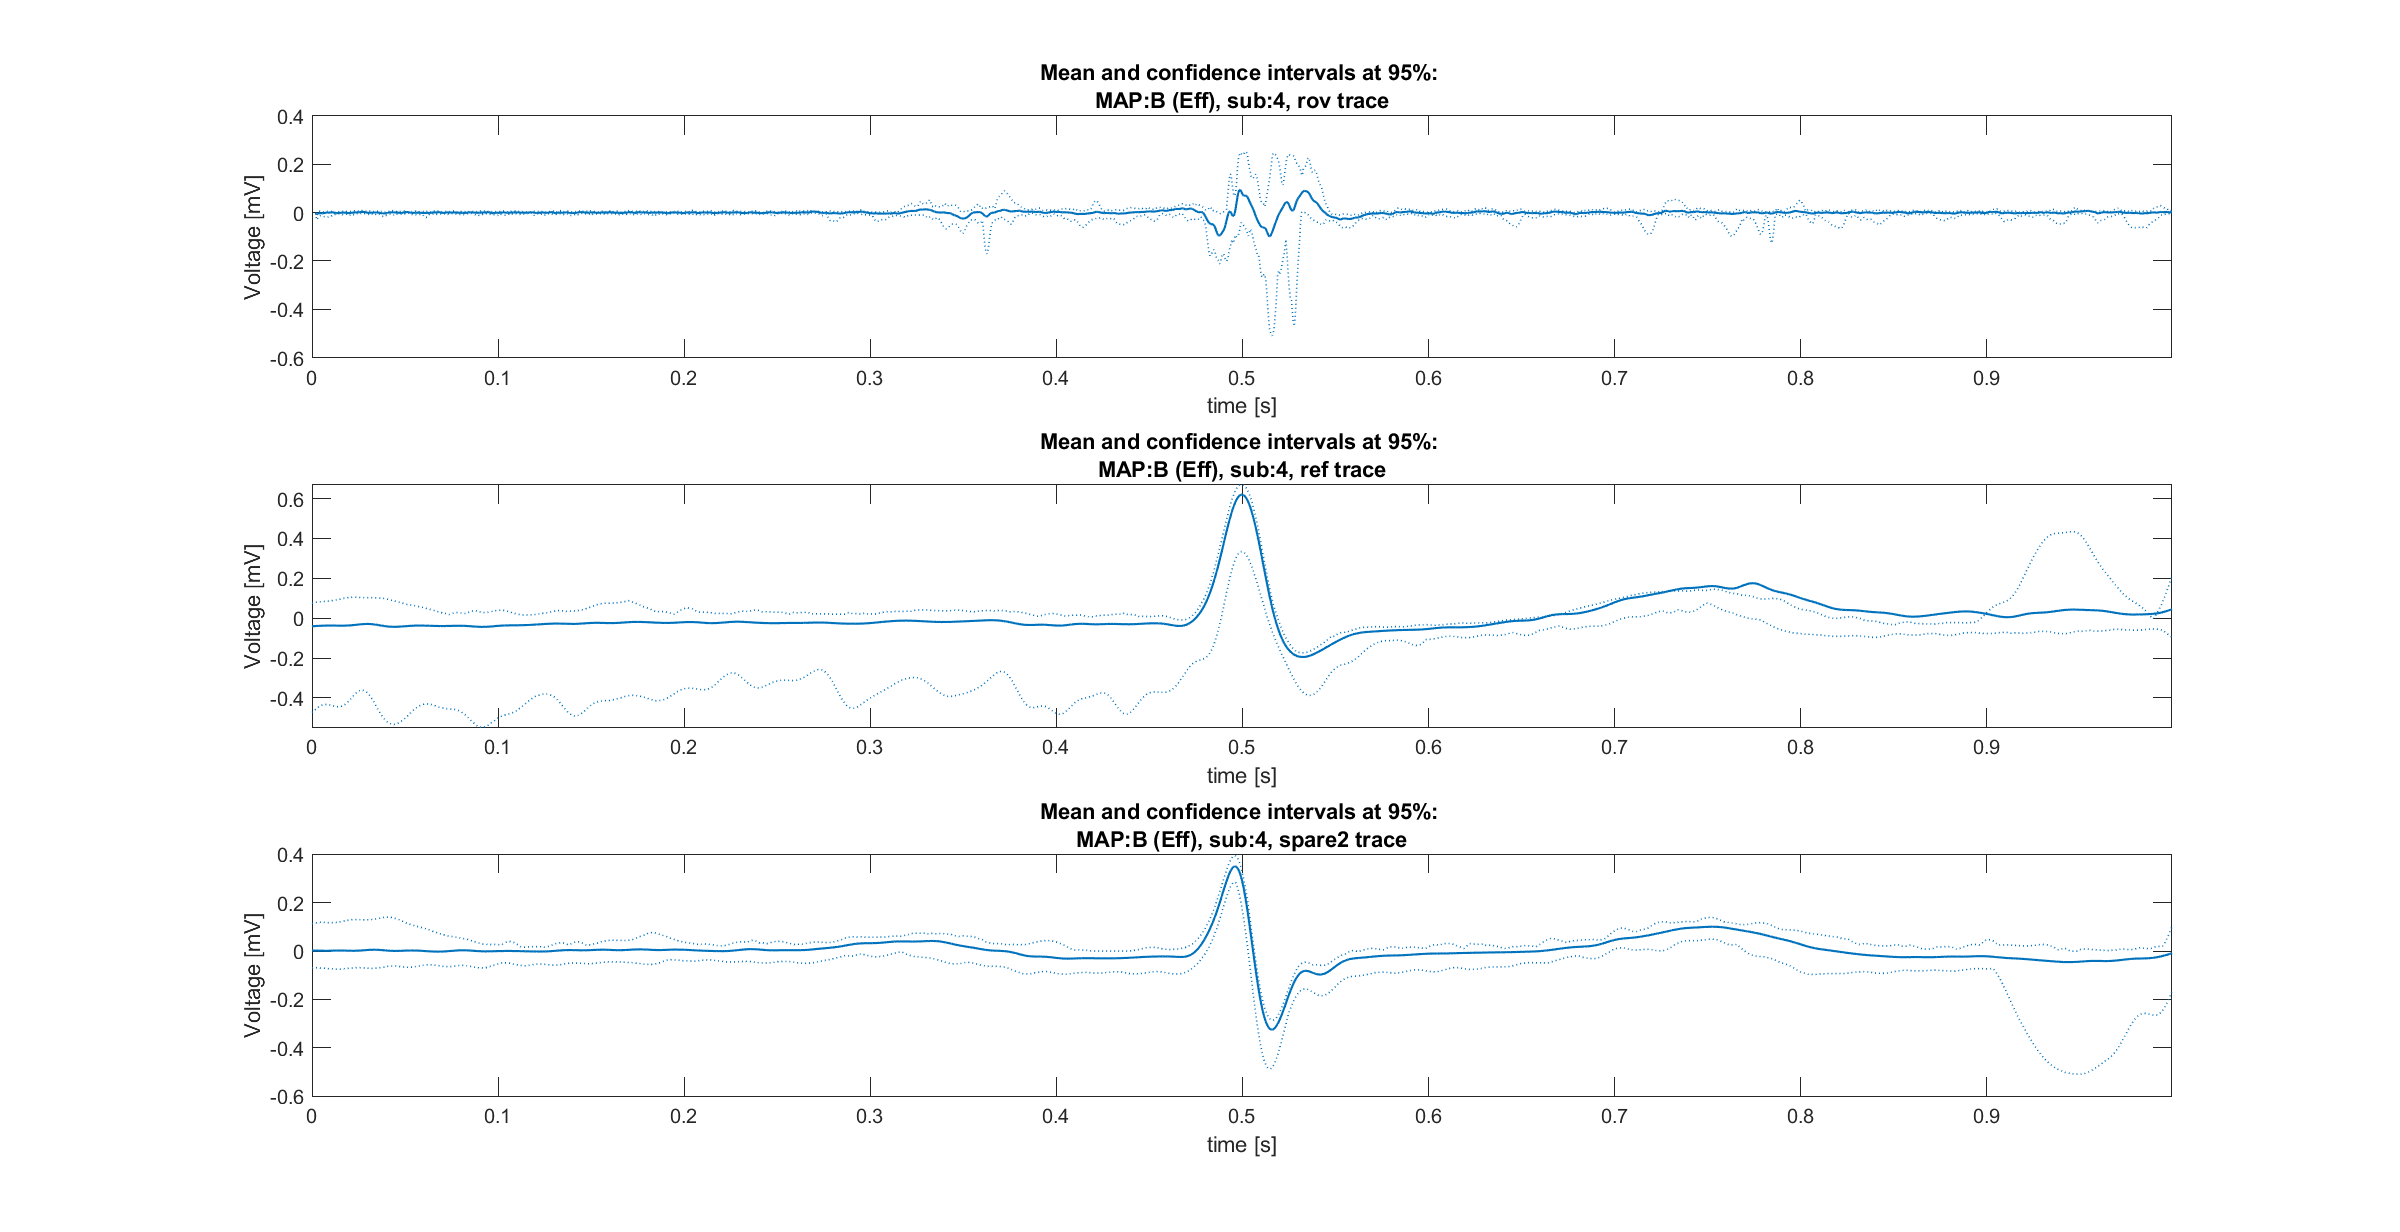 Mean and confidence intervals at 95%:
MAP:B (Eff), sub:4, rov trace
0.4
0.2
0
-0.2
-0.4
-0.6
Voltage [mV]
0 0.1 0.2 0.3 0.4 0.5 0.6 0.7 0.8 0.9
time [s]
Mean and confidence intervals at 95%:
MAP:B (Eff), sub:4, ref trace
0.6
0.4
0.2
0
-0.2
-0.4
Voltage [mV]
0 0.1 0.2 0.3 0.4 0.5 0.6 0.7 0.8 0.9
time [s]
Mean and confidence intervals at 95%:
MAP:B (Eff), sub:4, spare2 trace
0.4
0.2
0
-0.2
-0.4
-0.6
Voltage [mV]
0 0.1 0.2 0.3 0.4 0.5 0.6 0.7 0.8 0.9
time [s]